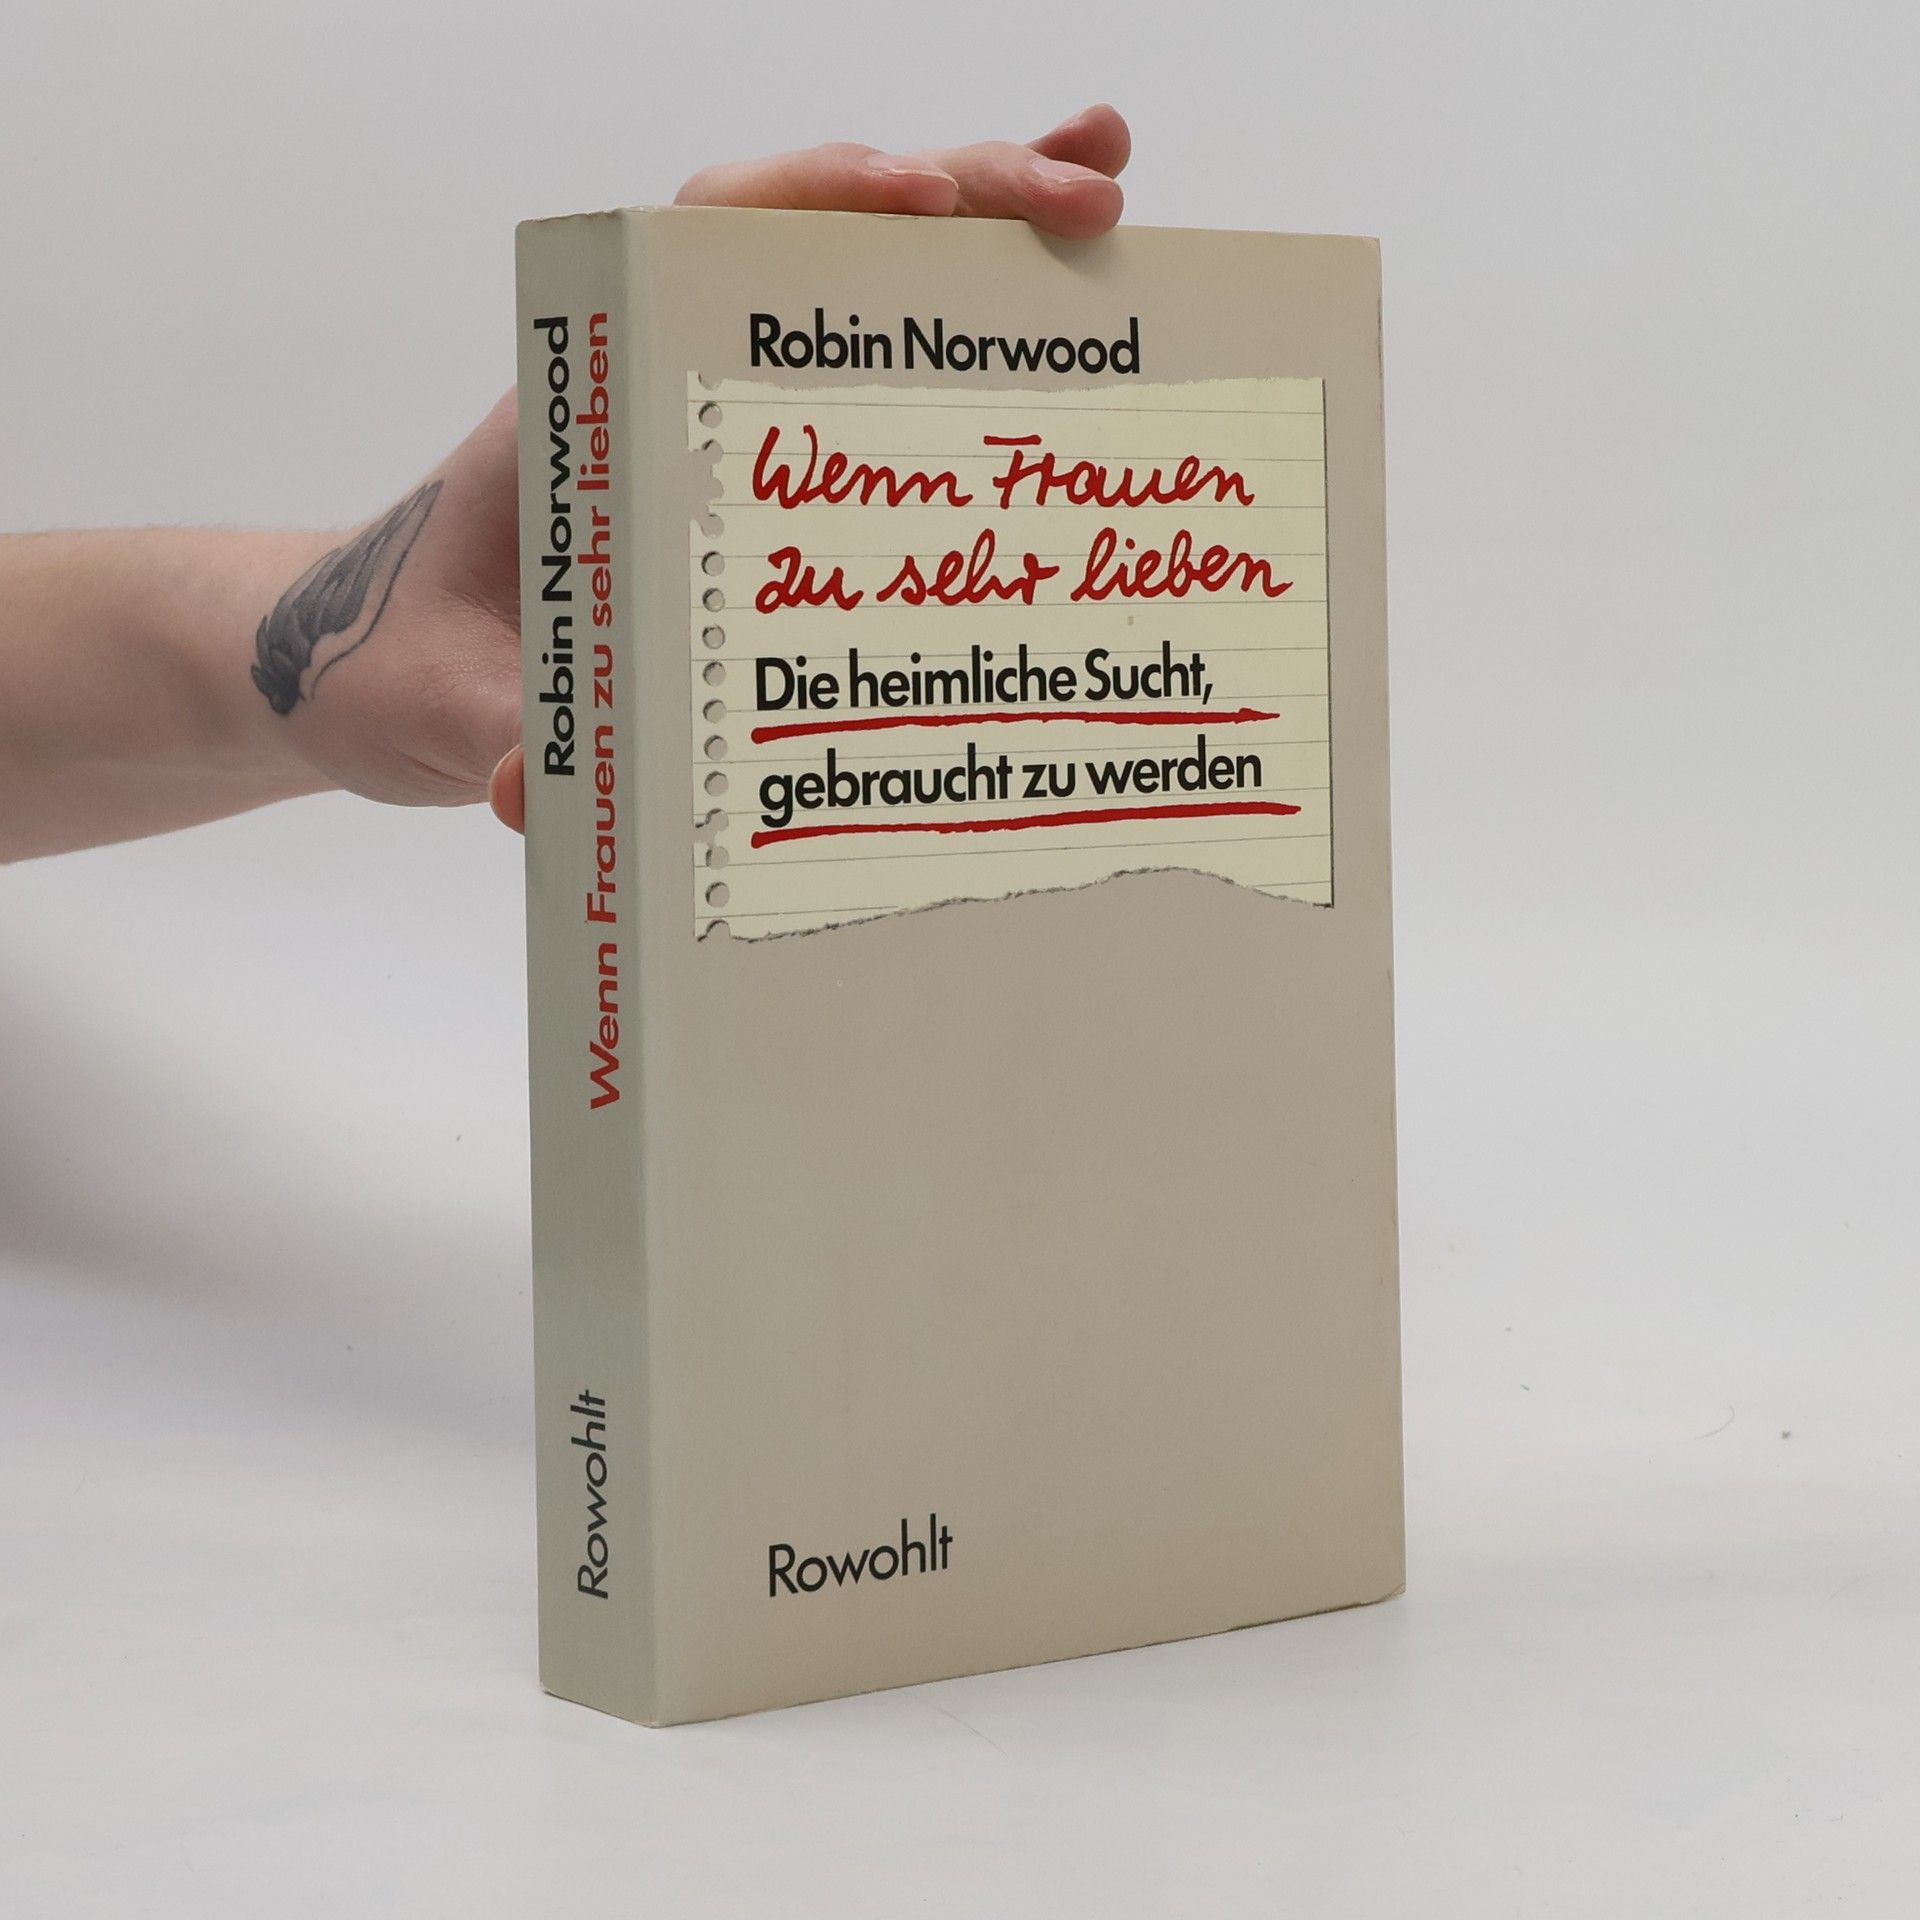 Robin Norwood
Wenn Frauen zu sehr lieben
Rowohlt
Robin Norwood
Wenn Frauen
zu sehr lieben
Die heimliche Sucht,
gebraucht zu werden
Rowohlt